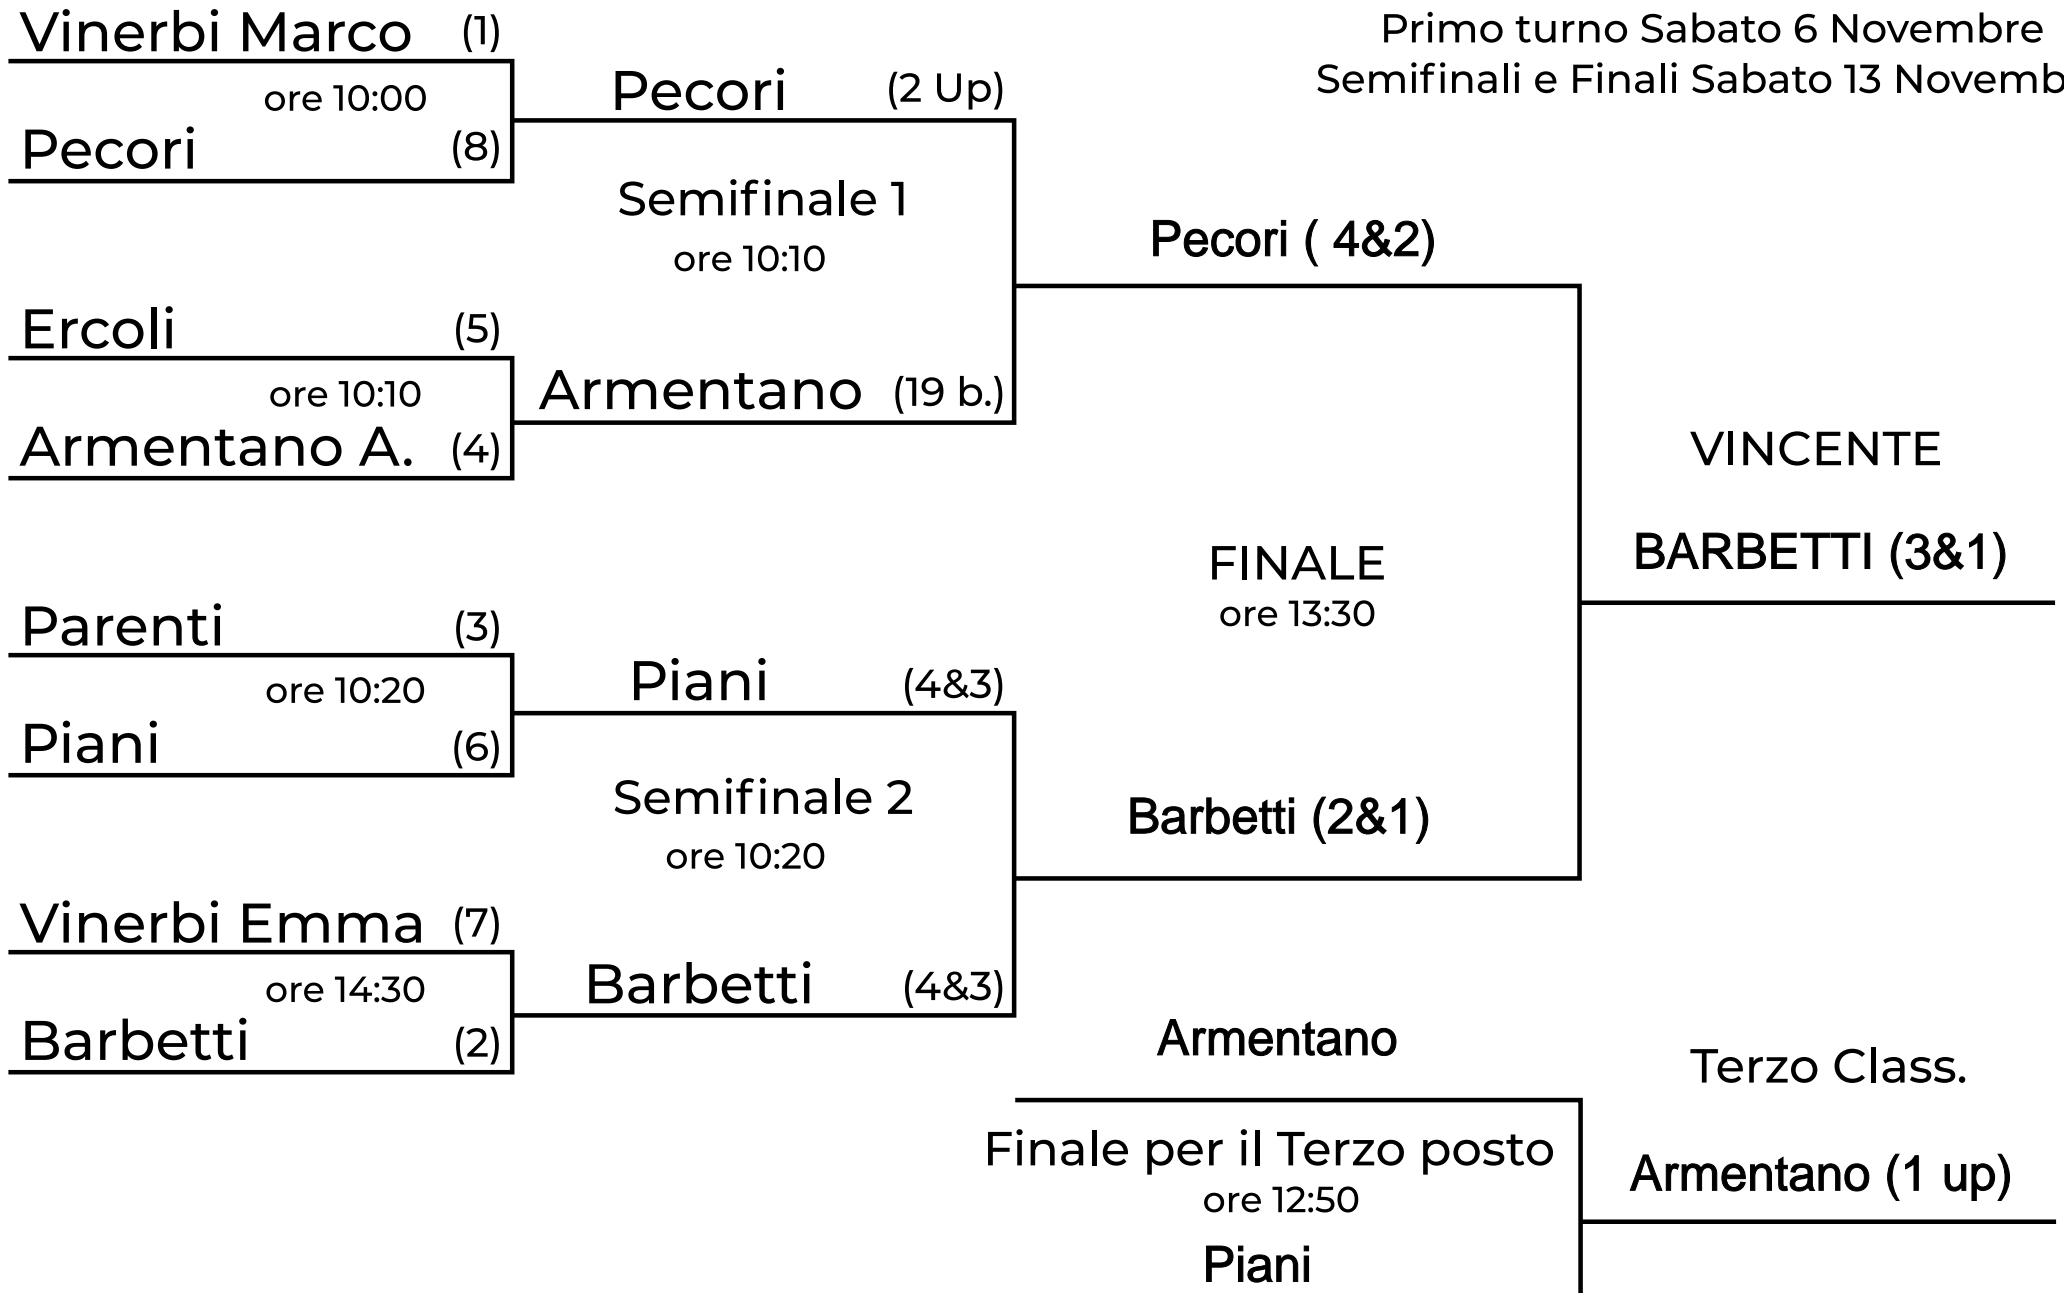 Vinerbi Marco (1)
ore 10:00
Pecori (8)
Ercoli (5)
ore 10:10
Armentano A. (4)
Parenti (3)
ore 10:20
Piani (6)
Vinerbi Emma (7)
ore 14:30
Barbetti (2)
Pecori (2 Up)
Semifinale 1
ore 10:10
Armentano (19 b.)
Piani (4&3)
Semifinale 2
ore 10:20
Barbetti (4&3)
Primo turno Sabato 6 Novembre
Semifinali e Finali Sabato 13 Novemb
Pecori ( 4&2)
FINALE
ore 13:30
Barbetti (2&1)
VINCENTE
BARBETTI (3&1)
Armentano
Finale per il Terzo posto
ore 12:50
Piani
Terzo Class.
Armentano (1 up)